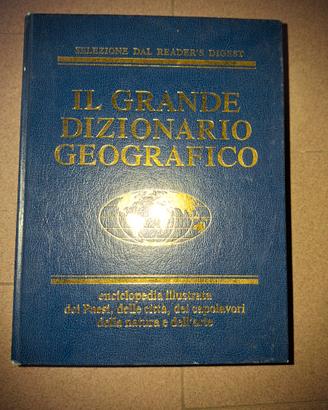 SELEZIONE DAL READER'S DIGEST
IL GRANDE
DIZIONARIO
GEOGRAFICO
enciclopedia illustrata
dei Paesi, delle città, dei capolavori
della natura e dell'arte